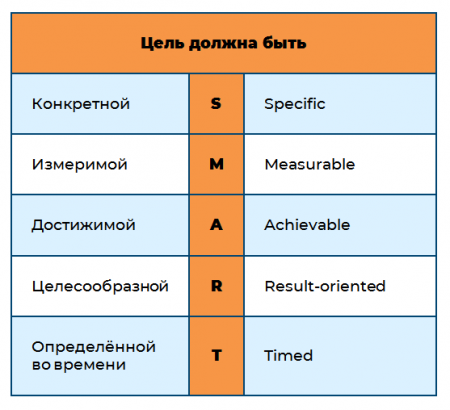 Цель должна быть
Конкретной S Specific
Измеримой M Measurable
Достижимой A Achievable
Целесообразной R Result-oriented
Определённой
во времени T Timed